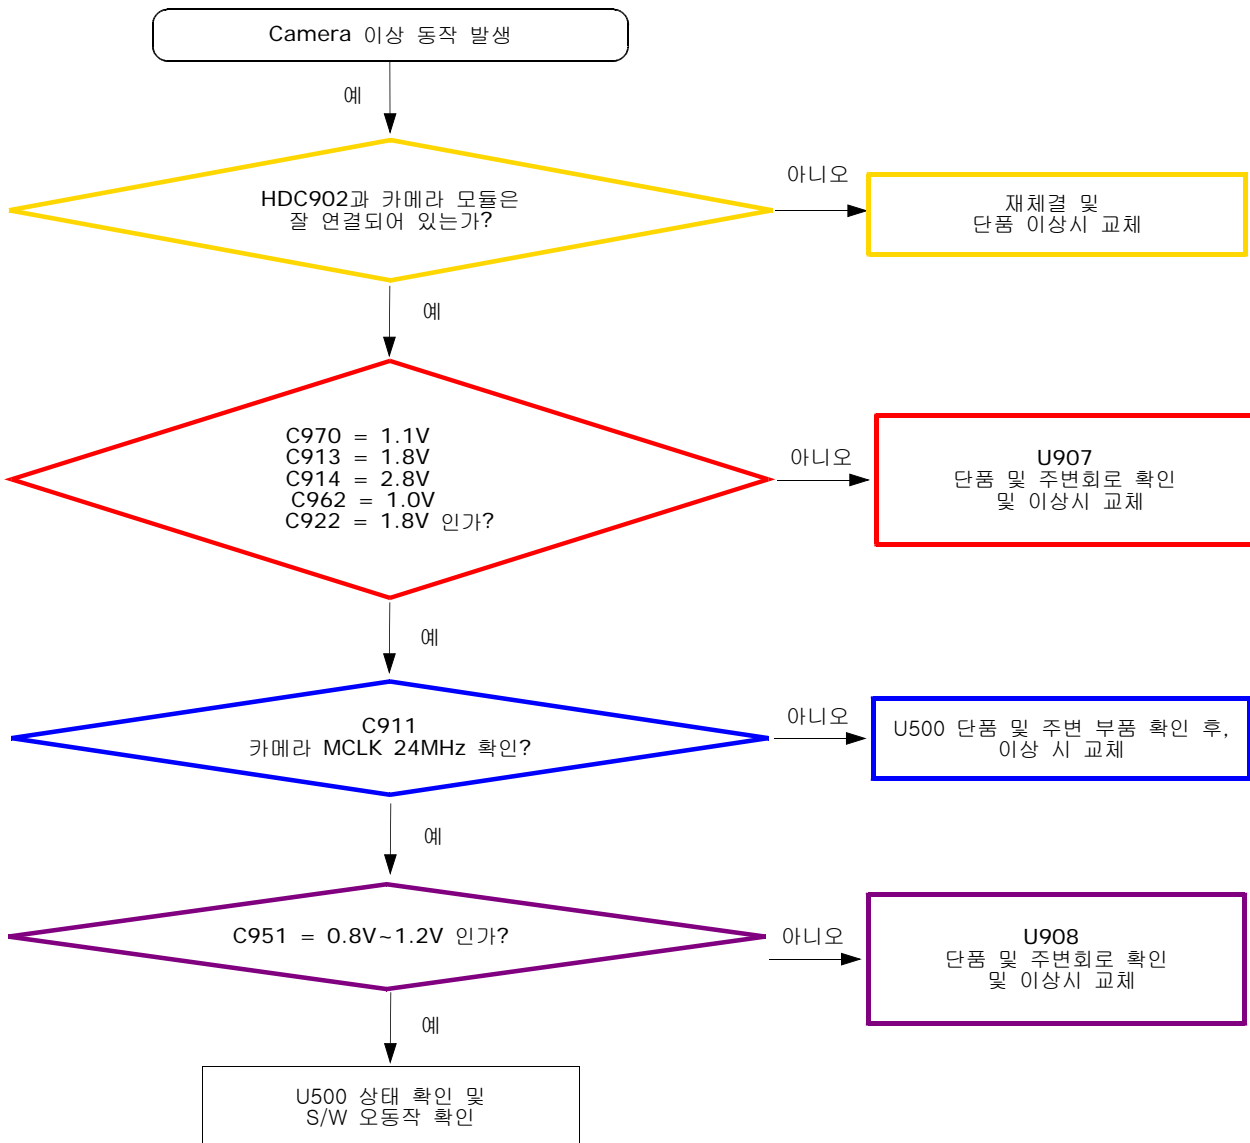 Camera 이상 동작 발생
예
HDC902과 카메라 모듈은
잘 연결되어 있는가?
아니오
재체결 및
단품 이상시 교체
예
C970 = 1.1V
C913 = 1.8V
C914 = 2.8V
C962 = 1.0V
C922 = 1.8V 인가?
아니오
U907
단품 및 주변회로 확인
및 이상시 교체
예
C911
카메라 MCLK 24MHz 확인?
아니오
U500 단품 및 주변 부품 확인 후,
이상 시 교체
예
C951 = 0.8V~1.2V 인가?
아니오
U908
단품 및 주변회로 확인
및 이상시 교체
예
U500 상태 확인 및
S/W 오동작 확인